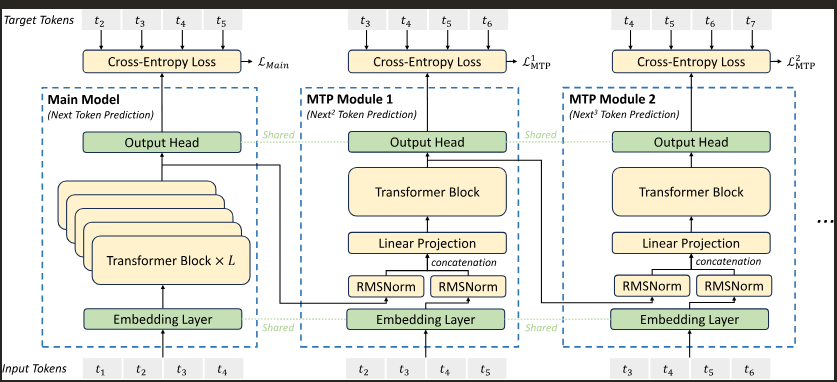 Target Tokens t₂ t₃ t₄ t₅ t₃ t₄ t₅ t₆ t₄ t₅ t₆ t₇
Cross-Entropy Loss ℒ_Main Cross-Entropy Loss ℒ¹_MTP Cross-Entropy Loss ℒ²_MTP
Main Model MTP Module 1 MTP Module 2
(Next Token Prediction) (Next² Token Prediction) (Next³ Token Prediction)
Output Head Shared Output Head Shared Output Head
Transformer Block Transformer Block
Linear Projection Linear Projection
Transformer Block × L concatenation concatenation
RMSNorm RMSNorm RMSNorm RMSNorm
Embedding Layer Shared Embedding Layer Shared Embedding Layer
Input Tokens t₁ t₂ t₃ t₄ t₂ t₃ t₄ t₅ t₃ t₄ t₅ t₆
...